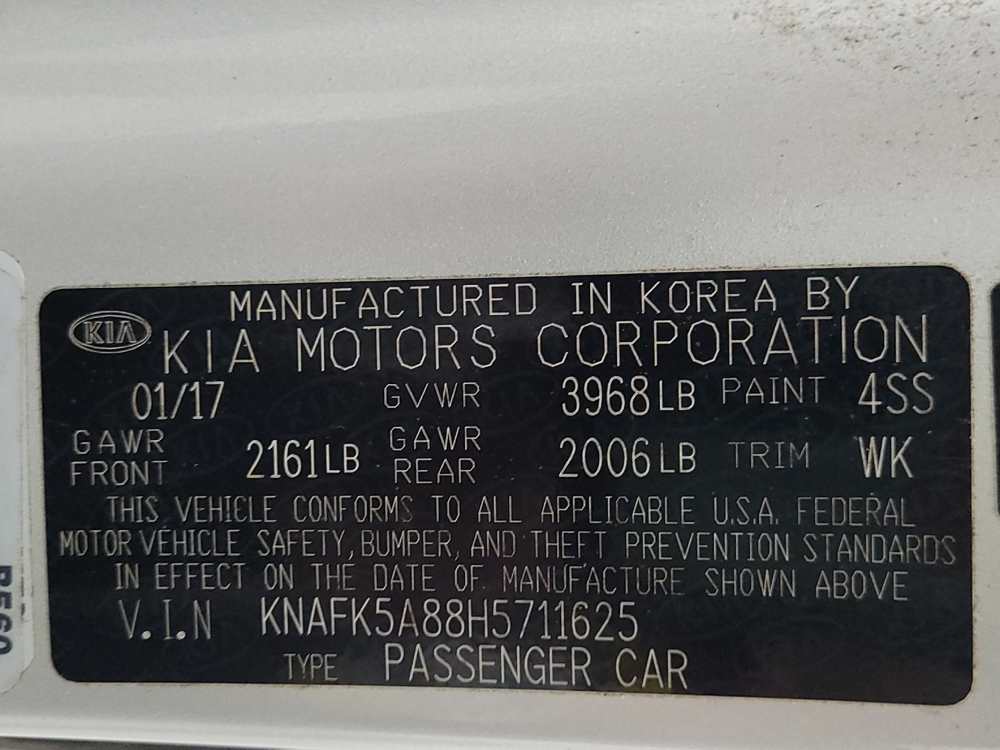 MANUFACTURED IN KOREA BY
KIA KIA MOTORS CORPORATION
01/17 GVWR 3968LB PAINT 4SS
GAWR FRONT 2161LB GAWR REAR 2006LB TRIM WK
THIS VEHICLE CONFORMS TO ALL APPLICABLE U.S.A. FEDERAL
MOTOR VEHICLE SAFETY, BUMPER, AND THEFT PREVENTION STANDARDS
IN EFFECT ON THE DATE OF MANUFACTURE SHOWN ABOVE
V.I.N KNAFK5A88H5711625
TYPE PASSENGER CAR